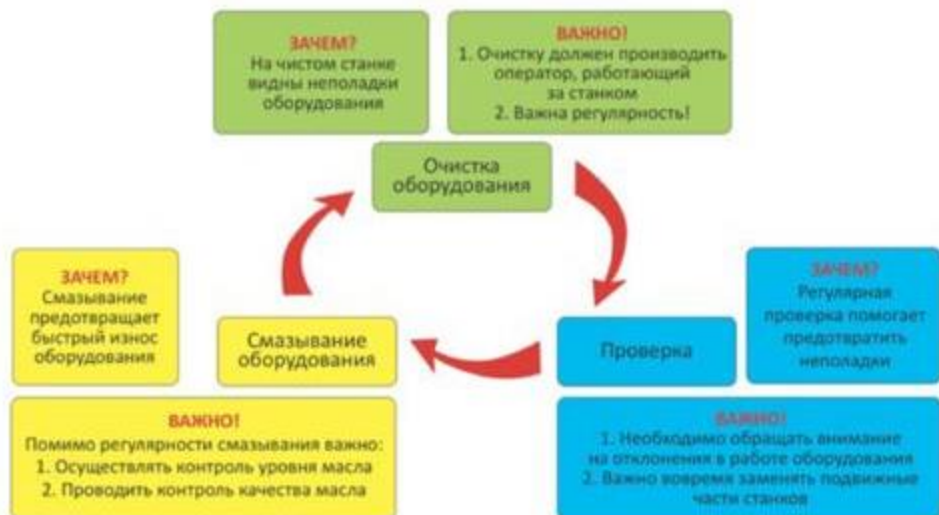 ЗАЧЕМ?
На чистом станке
видны неполадки
оборудования
ВАЖНО!
1. Очистку должен производить
оператор, работающий
за станком
2. Важна регулярность!
Очистка
оборудования
ЗАЧЕМ?
Смазывание
предотвращает
быстрый износ
оборудования
Смазывание
оборудования
Проверка
ЗАЧЕМ?
Регулярная
проверка помогает
предотвратить
неполадки
ВАЖНО!
Помимо регулярности смазывания важно:
1. Осуществлять контроль уровня масла
2. Проводить контроль качества масла
ВАЖНО!
1. Необходимо обращать внимание
на отклонения в работе оборудования
2. Важно вовремя заменять подвижные
части станков